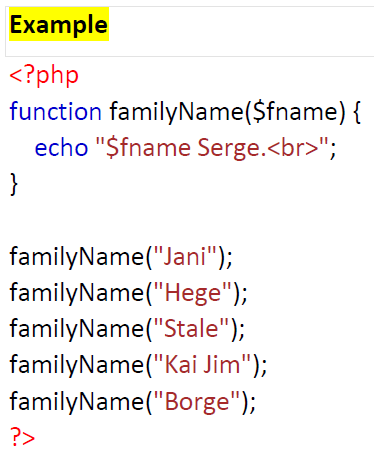 Example
<?php
function familyName($fname) {
    echo "$fname Serge.<br>";
}

familyName("Jani");
familyName("Hege");
familyName("Stale");
familyName("Kai Jim");
familyName("Borge");
?>